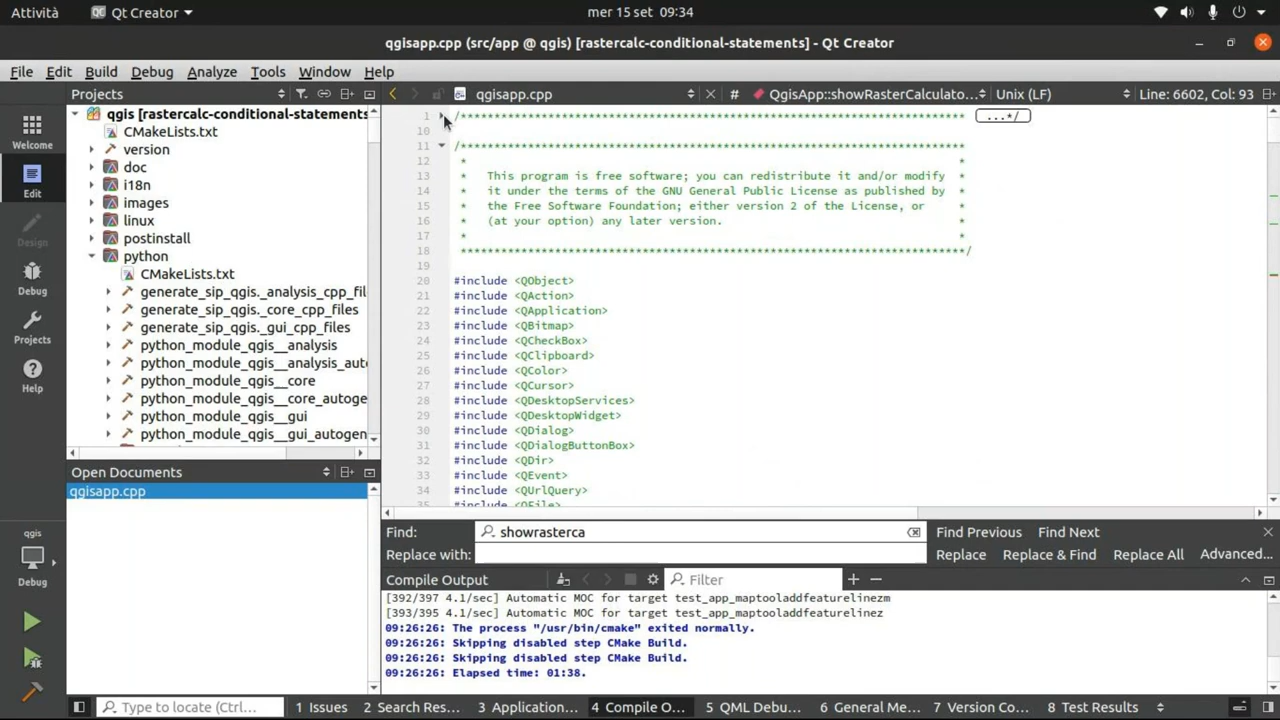 Attività Qt Creator mer 15 set 09:34
qgisapp.cpp (src/app @ qgis) [rastercalc-conditional-statements] - Qt Creator
File Edit Build Debug Analyze Tools Window Help
Projects qgisapp.cpp # QgisApp::showRasterCalculato... Unix (LF) Line: 6602, Col: 93
Welcome
Edit
Design
Debug
Projects
Help
qgis [rastercalc-conditional-statements]
CMakeLists.txt
version
doc
i18n
images
linux
postinstall
python
CMakeLists.txt
generate_sip_qgis._analysis_cpp_fil
generate_sip_qgis._core_cpp_files
generate_sip_qgis._gui_cpp_files
python_module_qgis__analysis
python_module_qgis__analysis_auto
python_module_qgis__core
python_module_qgis__core_autogen
python_module_qgis__gui
python_module_qgis__gui_autogen
Open Documents
qgisapp.cpp
qgis
Debug
1 /*************************************************************************** ...*/
10
11 /***************************************************************************
12 * *
13 * This program is free software; you can redistribute it and/or modify *
14 * it under the terms of the GNU General Public License as published by *
15 * the Free Software Foundation; either version 2 of the License, or *
16 * (at your option) any later version. *
17 * *
18 ***************************************************************************/
19
20 #include <QObject>
21 #include <QAction>
22 #include <QApplication>
23 #include <QBitmap>
24 #include <QCheckBox>
25 #include <QClipboard>
26 #include <QColor>
27 #include <QCursor>
28 #include <QDesktopServices>
29 #include <QDesktopWidget>
30 #include <QDialog>
31 #include <QDialogButtonBox>
32 #include <QDir>
33 #include <QEvent>
34 #include <QUrlQuery>
35 #include <QFile>
Find: showrasterca Find Previous Find Next
Replace with: Replace Replace & Find Replace All Advanced...
Compile Output Filter
[392/397 4.1/sec] Automatic MOC for target test_app_maptooladdfeaturelinezm
[393/395 4.1/sec] Automatic MOC for target test_app_maptooladdfeaturelinez
09:26:26: The process "/usr/bin/cmake" exited normally.
09:26:26: Skipping disabled step CMake Build.
09:26:26: Skipping disabled step CMake Build.
09:26:26: Elapsed time: 01:38.
Type to locate (Ctrl... 1 Issues 2 Search Res... 3 Application... 4 Compile O... 5 QML Debu... 6 General Me... 7 Version Co... 8 Test Results